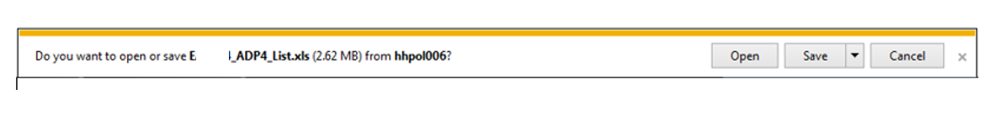 Do you want to open or save E. _ADP4_List.xls (2.62 MB) from hhpol006? Open Save Cancel ×